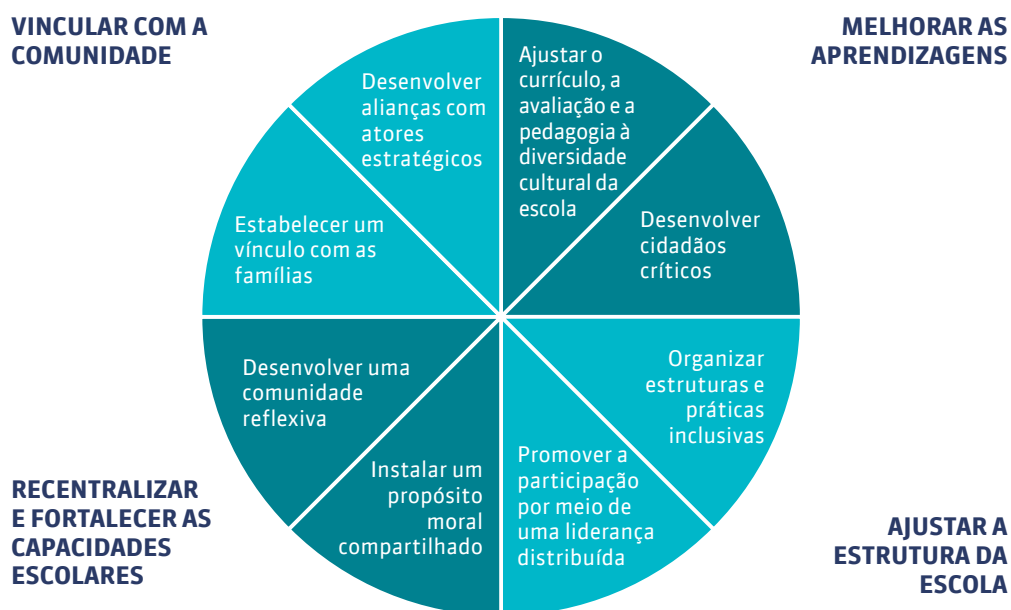 VINCULAR COM A
COMUNIDADE
MELHORAR AS
APRENDIZAGENS
Desenvolver
alianças com
atores
estratégicos
Ajustar o
currículo, a
avaliação e a
pedagogia à
diversidade
cultural da
escola
Estabelecer um
vínculo com as
famílias
Desenvolver
cidadãos
críticos
Desenvolver uma
comunidade
reflexiva
Organizar
estruturas e
práticas
inclusivas
Instalar um
propósito
moral
compartilhado
Promover a
participação
por meio de
uma liderança
distribuída
RECENTRALIZAR
E FORTALECER AS
CAPACIDADES
ESCOLARES
AJUSTAR A
ESTRUTURA DA
ESCOLA